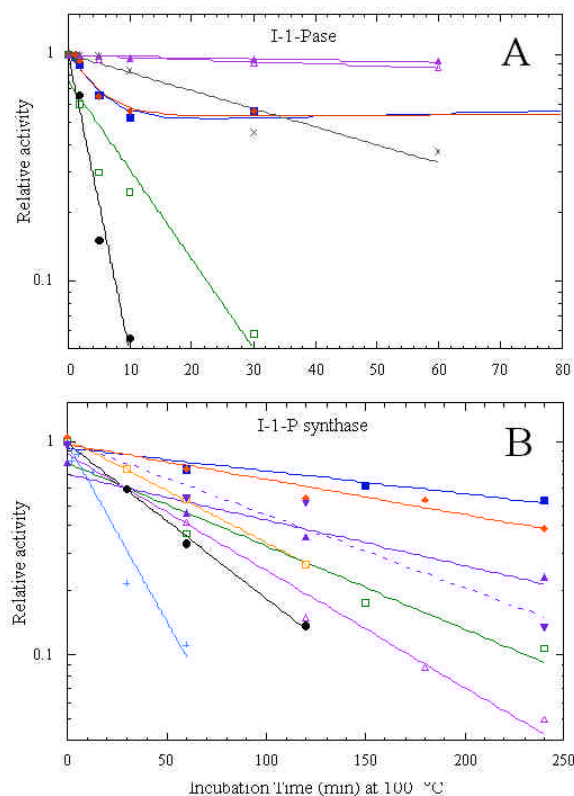 I-1-Pase
A
1
0.1
Relative activity
0 10 20 30 40 50 60 70 80
I-1-P synthase
B
1
0.1
Relative activity
0 50 100 150 200 250
Incubation Time (min) at 100 °C